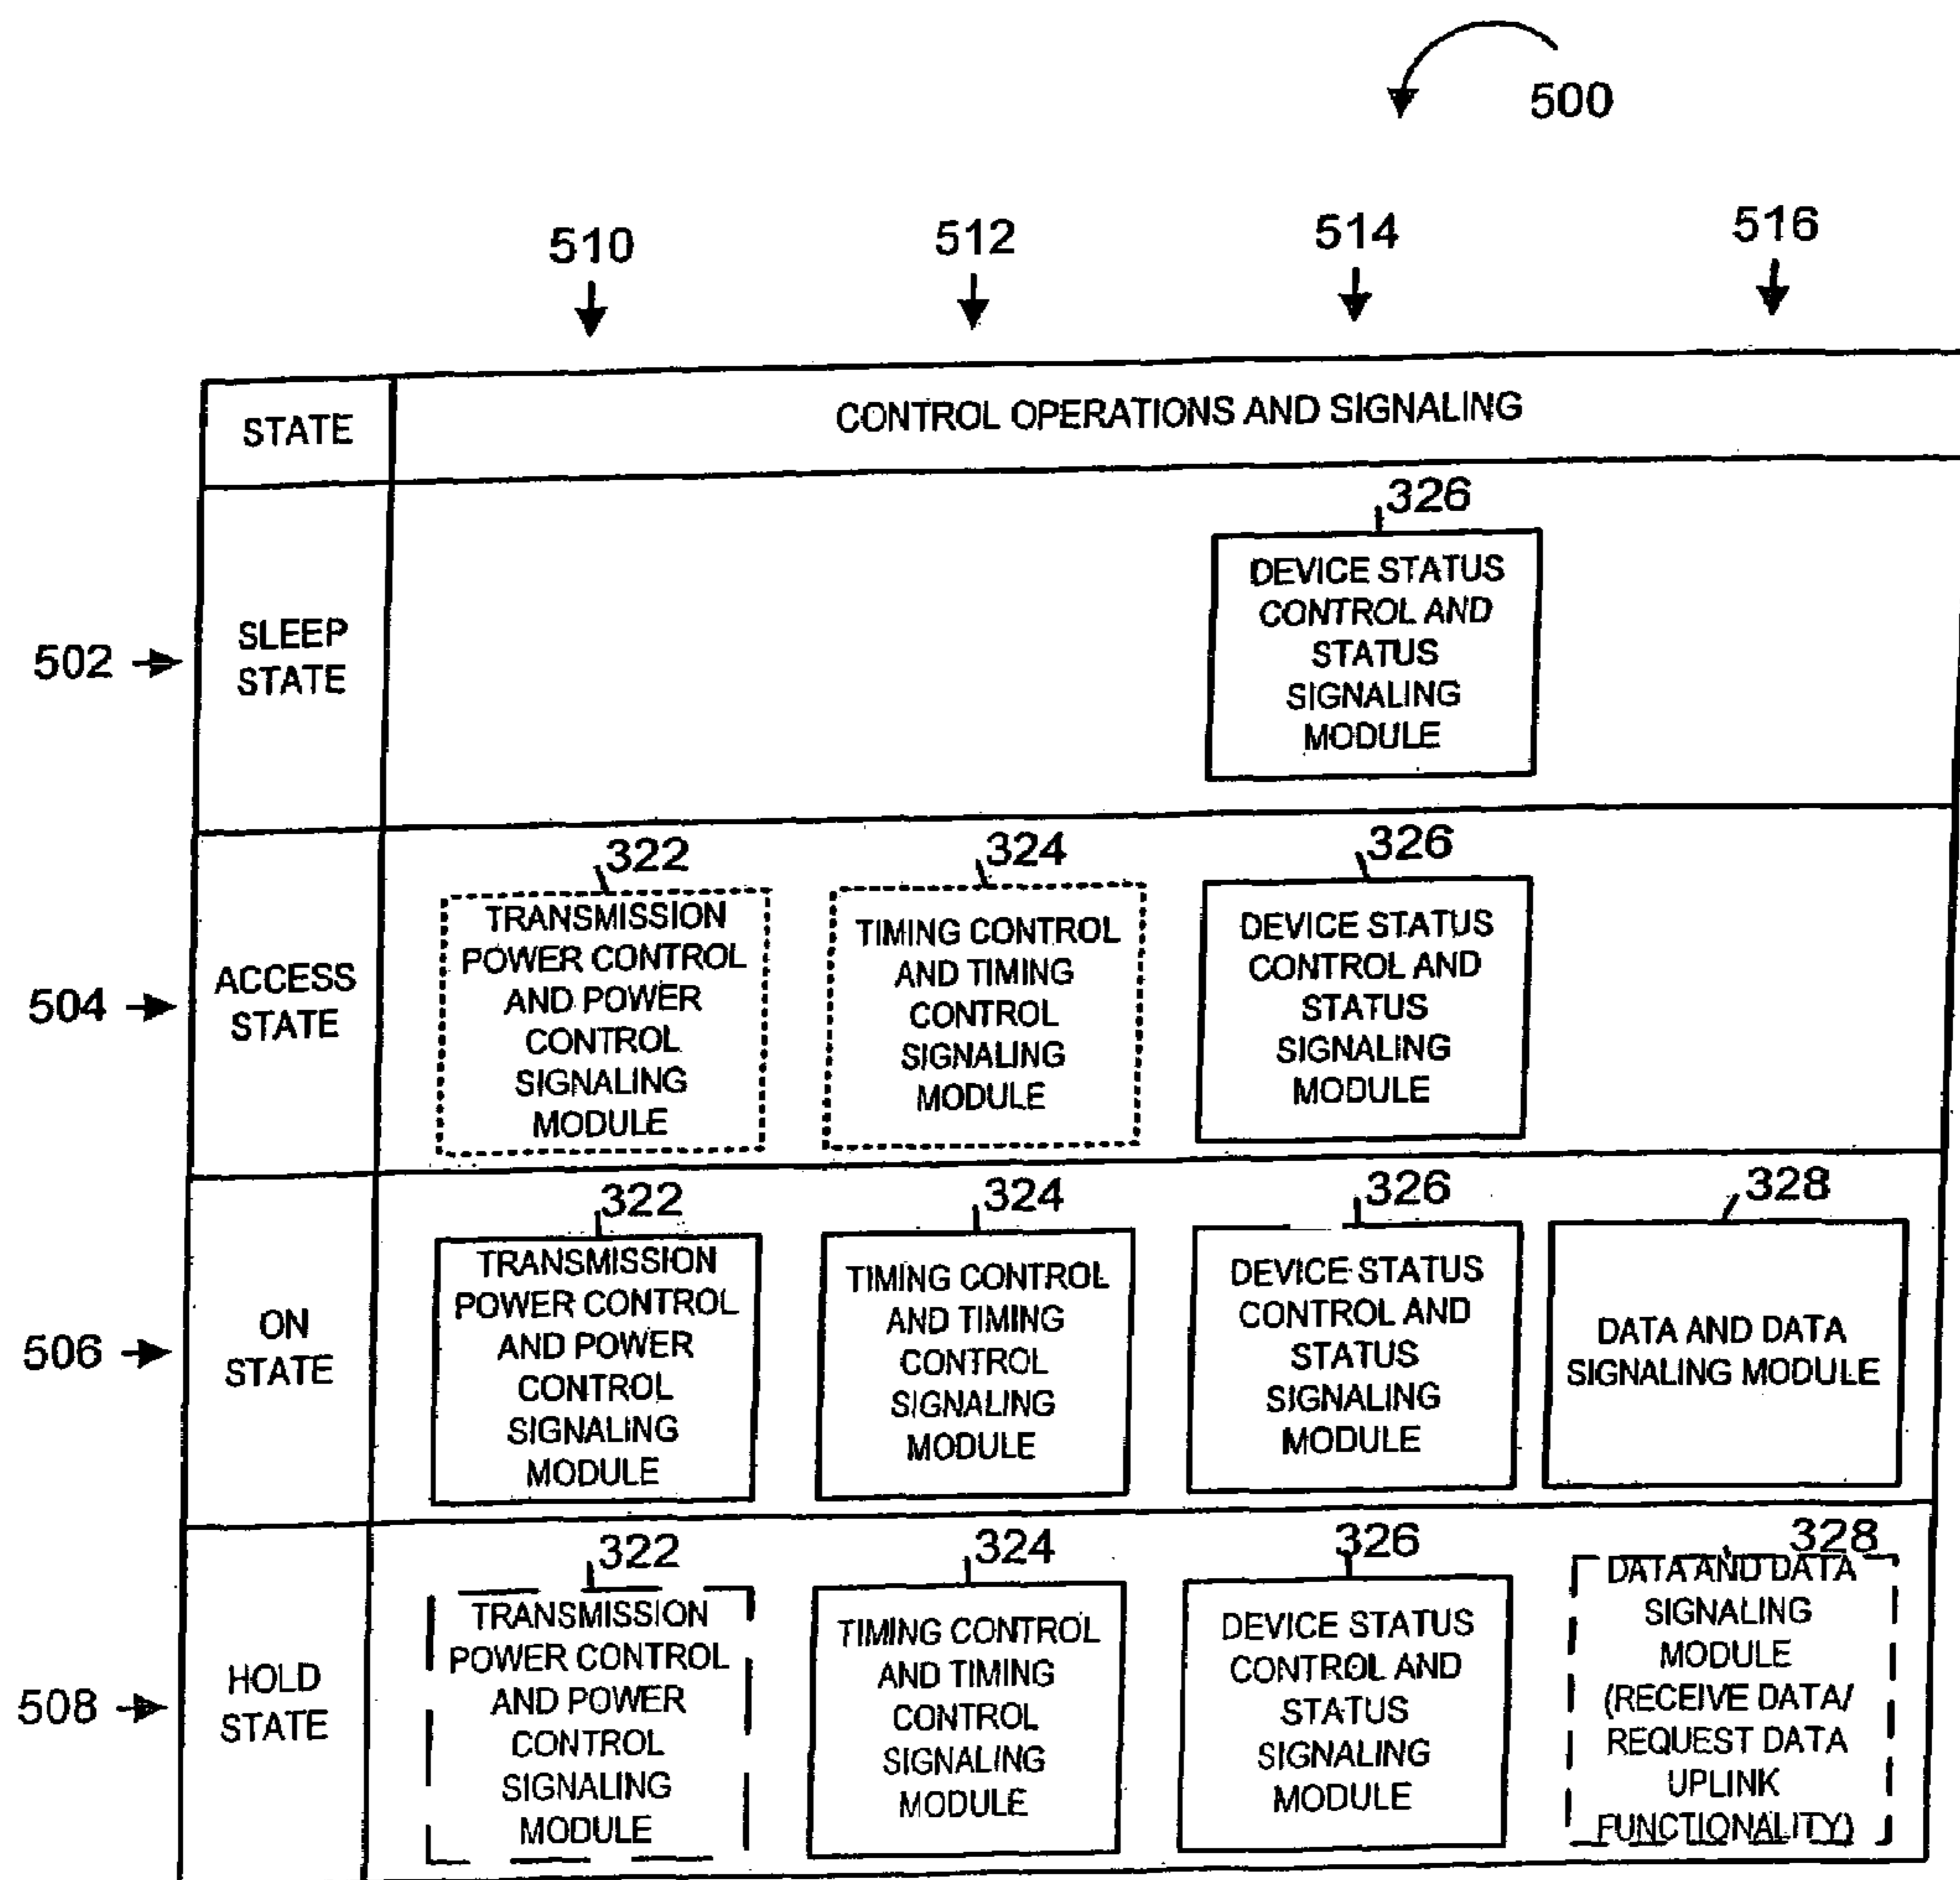 500
510
512
514
516
STATE
CONTROL OPERATIONS AND SIGNALING
502
SLEEP
STATE
326
DEVICE STATUS
CONTROL AND
STATUS
SIGNALING
MODULE
504
ACCESS
STATE
322
TRANSMISSION
POWER CONTROL
AND POWER
CONTROL
SIGNALING
MODULE
324
TIMING CONTROL
AND TIMING
CONTROL
SIGNALING
MODULE
326
DEVICE STATUS
CONTROL AND
STATUS
SIGNALING
MODULE
506
ON
STATE
322
TRANSMISSION
POWER CONTROL
AND POWER
CONTROL
SIGNALING
MODULE
324
TIMING CONTROL
AND TIMING
CONTROL
SIGNALING
MODULE
326
DEVICE STATUS
CONTROL AND
STATUS
SIGNALING
MODULE
328
DATA AND DATA
SIGNALING MODULE
508
HOLD
STATE
322
TRANSMISSION
POWER CONTROL
AND POWER
CONTROL
SIGNALING
MODULE
324
TIMING CONTROL
AND TIMING
CONTROL
SIGNALING
MODULE
326
DEVICE STATUS
CONTROL AND
STATUS
SIGNALING
MODULE
328
DATA AND DATA
SIGNALING
MODULE
(RECEIVE DATA/
REQUEST DATA
UPLINK
FUNCTIONALITY)